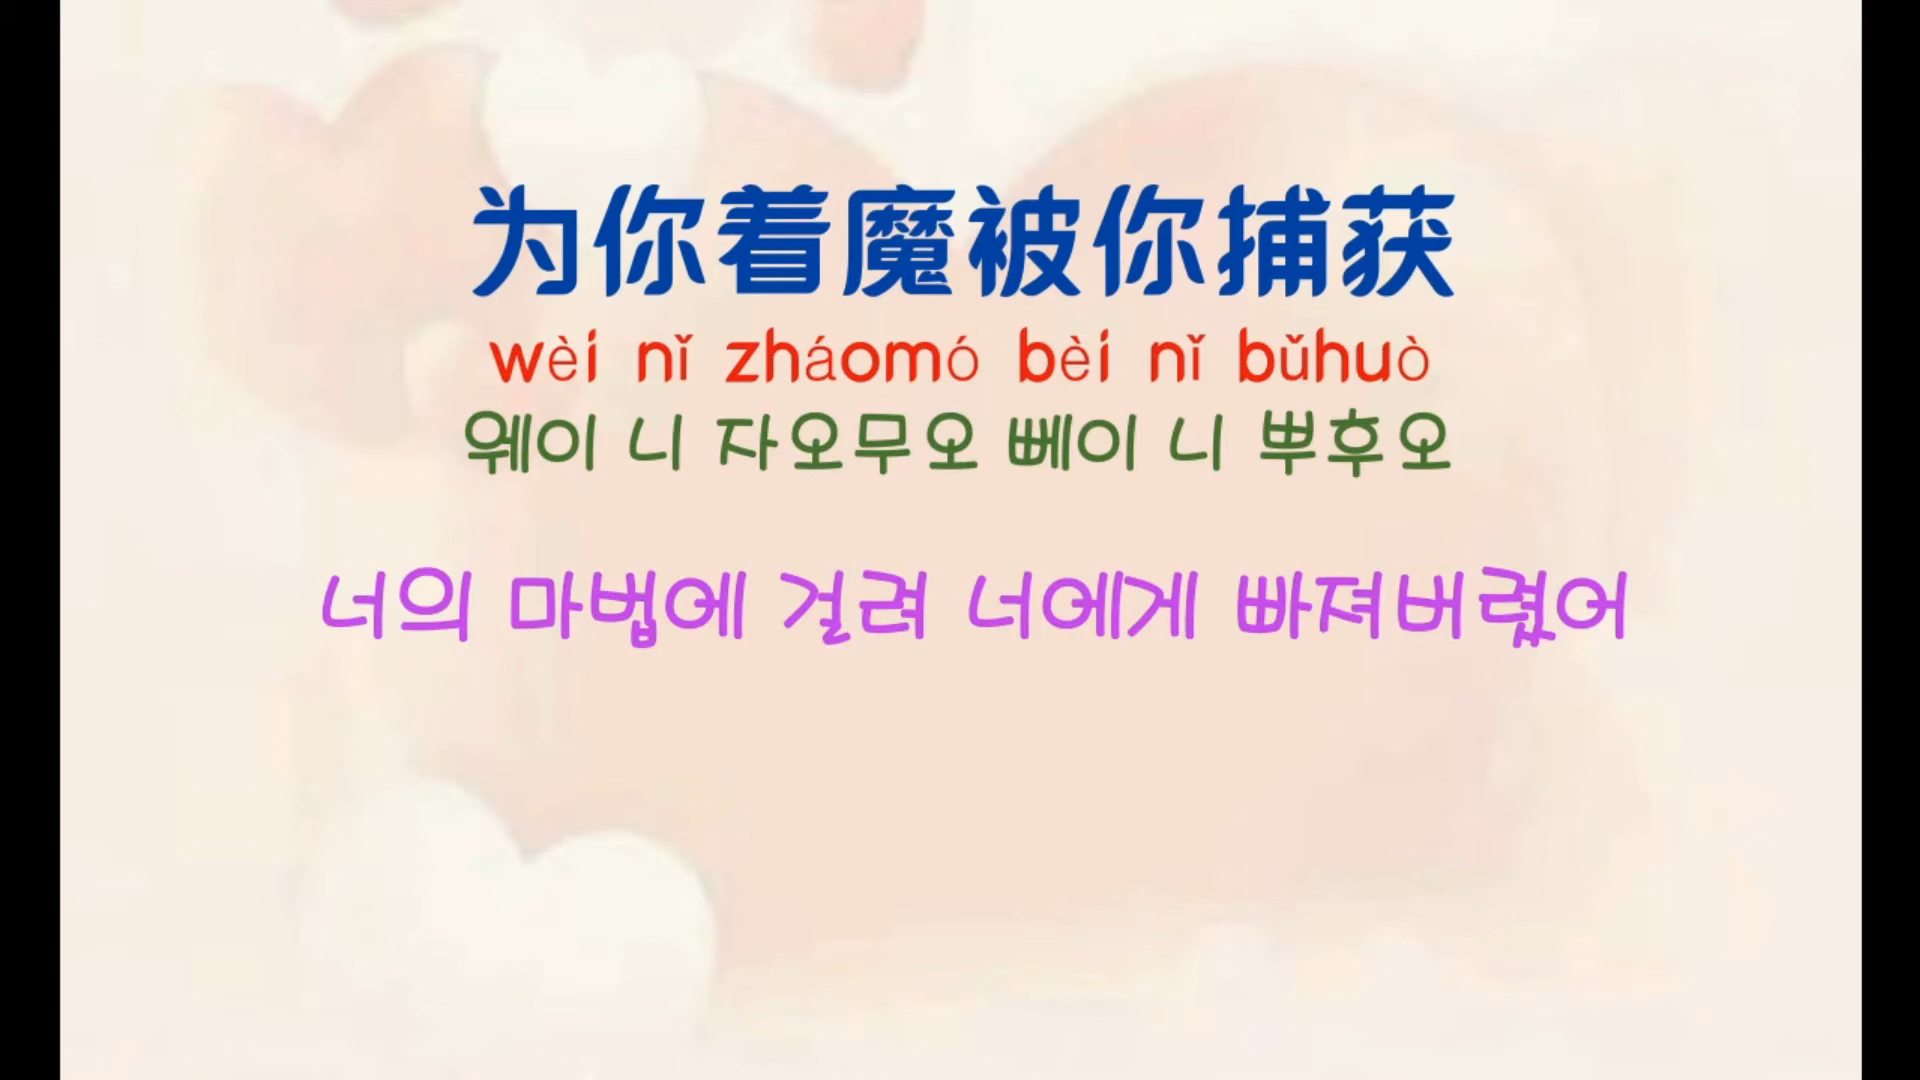 为你着魔被你捕获
wèi nǐ zháomó bèi nǐ bǔhuò
웨이 니 자오무오 뻬이 니 뿌후오
너의 마법에 걸려 너에게 빠져버렸어